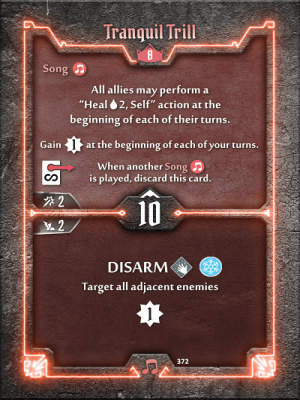 Tranquil Trill
8
Song
All allies may perform a
“Heal 2, Self” action at the
beginning of each of their turns.
Gain 1 at the beginning of each of your turns.
When another Song
is played, discard this card.
2
10
2
DISARM
Target all adjacent enemies
1
372